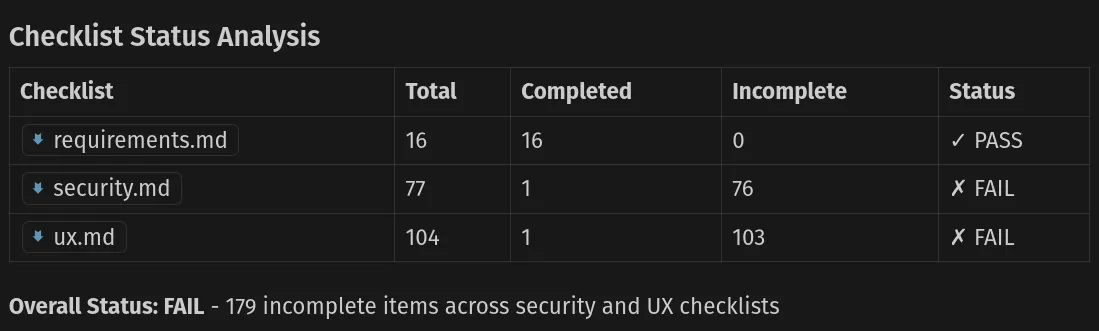 Checklist Status Analysis
Checklist Total Completed Incomplete Status
requirements.md 16 16 0 ✓ PASS
security.md 77 1 76 ✗ FAIL
ux.md 104 1 103 ✗ FAIL
Overall Status: FAIL - 179 incomplete items across security and UX checklists